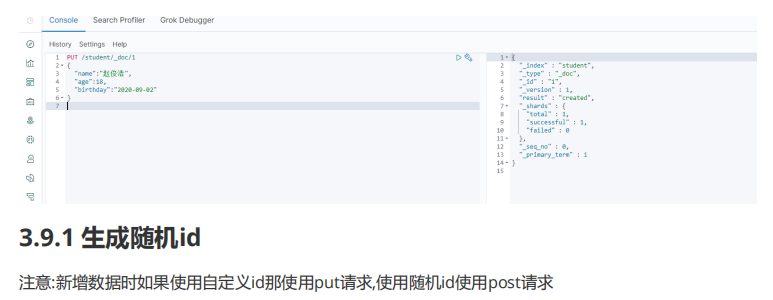 Console Search Profiler Grok Debugger
History Settings Help
1 PUT /student/_doc/1
2 {
3 "name":"赵俊浩",
4 "age":18,
5 "birthday":"2020-09-02"
6 }
7
1 {
2 "_index" : "student",
3 "_type" : "_doc",
4 "_id" : "1",
5 "_version" : 1,
6 "result" : "created",
7 "_shards" : {
8 "total" : 1,
9 "successful" : 1,
10 "failed" : 0
11 },
12 "_seq_no" : 0,
13 "_primary_term" : 1
14 }
15
3.9.1 生成随机id
注意:新增数据时如果使用自定义id那使用put请求,使用随机id使用post请求